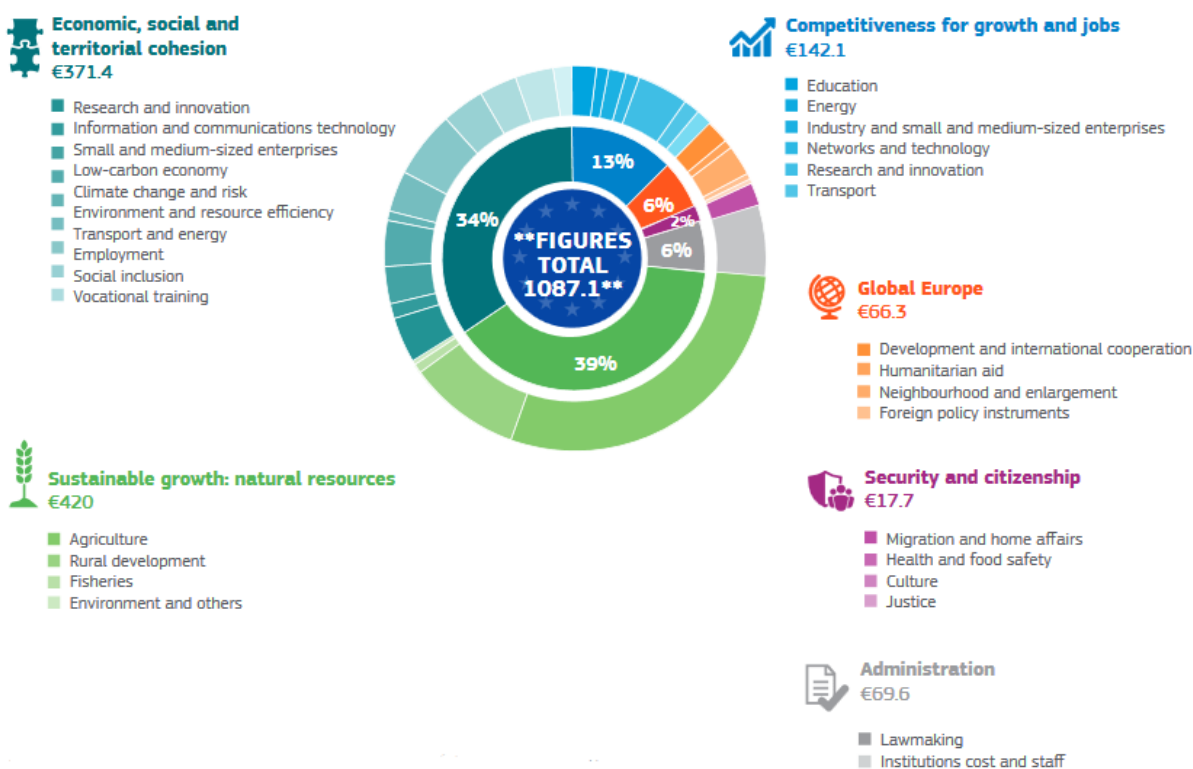 Economic, social and
territorial cohesion
€371.4
Research and innovation
Information and communications technology
Small and medium-sized enterprises
Low-carbon economy
Climate change and risk
Environment and resource efficiency
Transport and energy
Employment
Social inclusion
Vocational training
Competitiveness for growth and jobs
€142.1
Education
Energy
Industry and small and medium-sized enterprises
Networks and technology
Research and innovation
Transport
13%
6%
2%
6%
34%
39%
**FIGURES
TOTAL
1087.1**
Global Europe
€66.3
Development and international cooperation
Humanitarian aid
Neighbourhood and enlargement
Foreign policy instruments
Sustainable growth: natural resources
€420
Agriculture
Rural development
Fisheries
Environment and others
Security and citizenship
€17.7
Migration and home affairs
Health and food safety
Culture
Justice
Administration
€69.6
Lawmaking
Institutions cost and staff